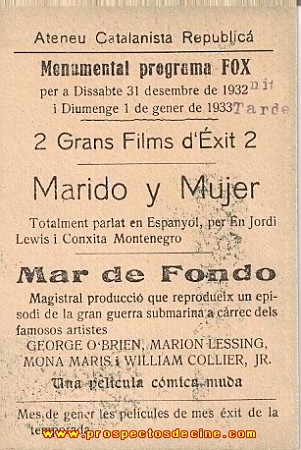 Ateneu Catalanista Republicá
Monumental programa FOX
per a Dissabte 31 desembre de 1932 nit
i Diumenge 1 de gener de 1933 Tarde
2 Grans Films d'Éxit 2
Marido y Mujer
Totalment parlat en Espanyol, per En Jordi
Lewis i Conxita Montenegro
Mar de Fondo
Magistral producció que reprodueix un epi-
sodi de la gran guerra submarina a càrrec dels
famosos artistes
GEORGE O'BRIEN, MARION LESSING,
MONA MARIS i WILLIAM COLLIER, JR.
Una película cómica muda
Mes de gener les pelicules de mes éxit de la
temporada
www.prospectosdecine.com